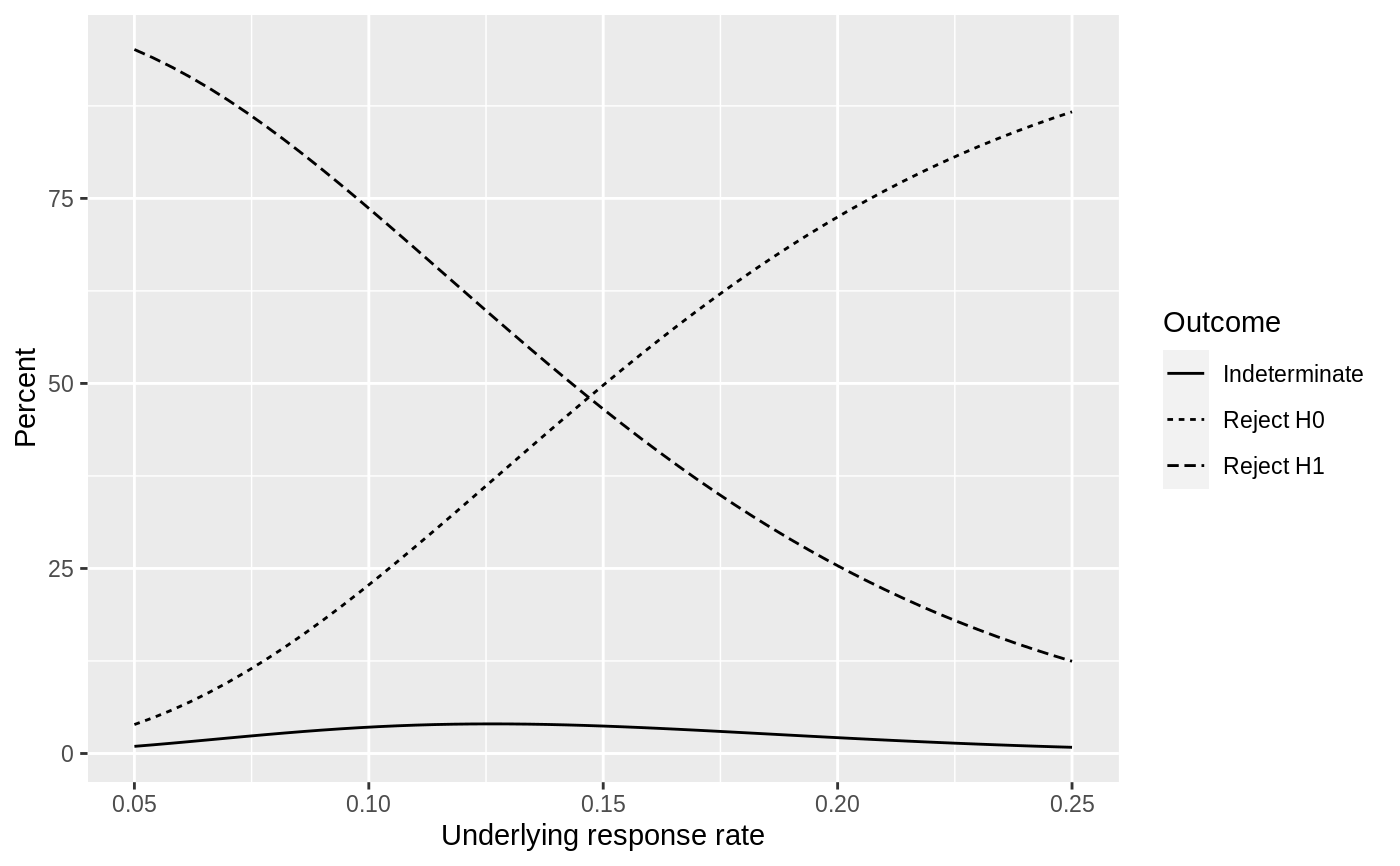 75
50
25
0
Percent
0.05 0.10 0.15 0.20 0.25
Underlying response rate
Outcome
Indeterminate
Reject H0
Reject H1